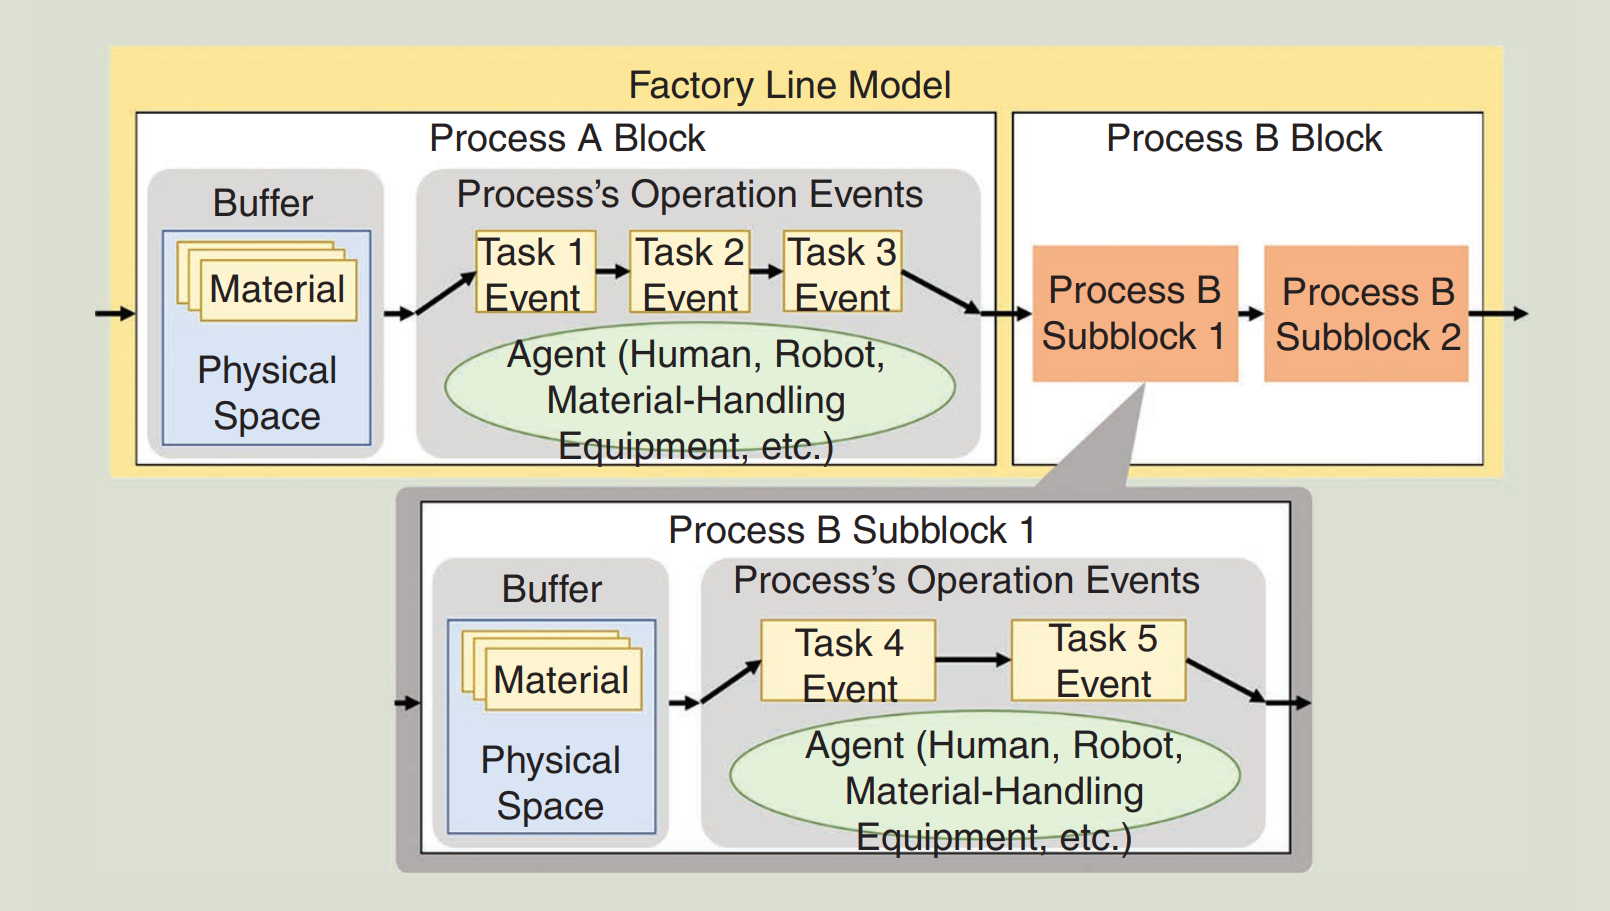 Factory Line Model
Process A Block
Buffer
Material
Physical
Space
Process's Operation Events
Task 1
Event
Task 2
Event
Task 3
Event
Agent (Human, Robot,
Material-Handling
Equipment, etc.)
Process B Block
Process B
Subblock 1
Process B
Subblock 2
Process B Subblock 1
Buffer
Material
Physical
Space
Process's Operation Events
Task 4
Event
Task 5
Event
Agent (Human, Robot,
Material-Handling
Equipment, etc.)